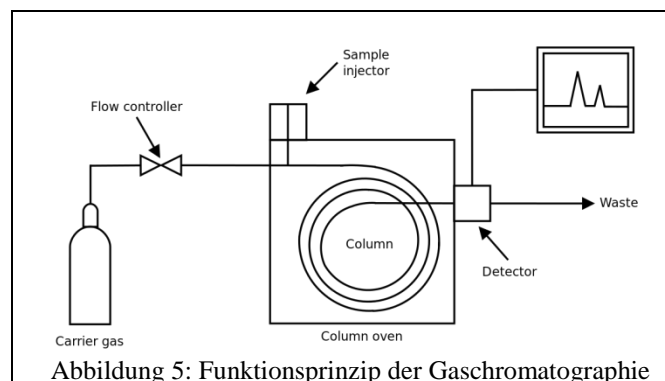 Sample
injector
Flow controller
Column
Waste
Detector
Carrier gas
Column oven
Abbildung 5: Funktionsprinzip der Gaschromatographie